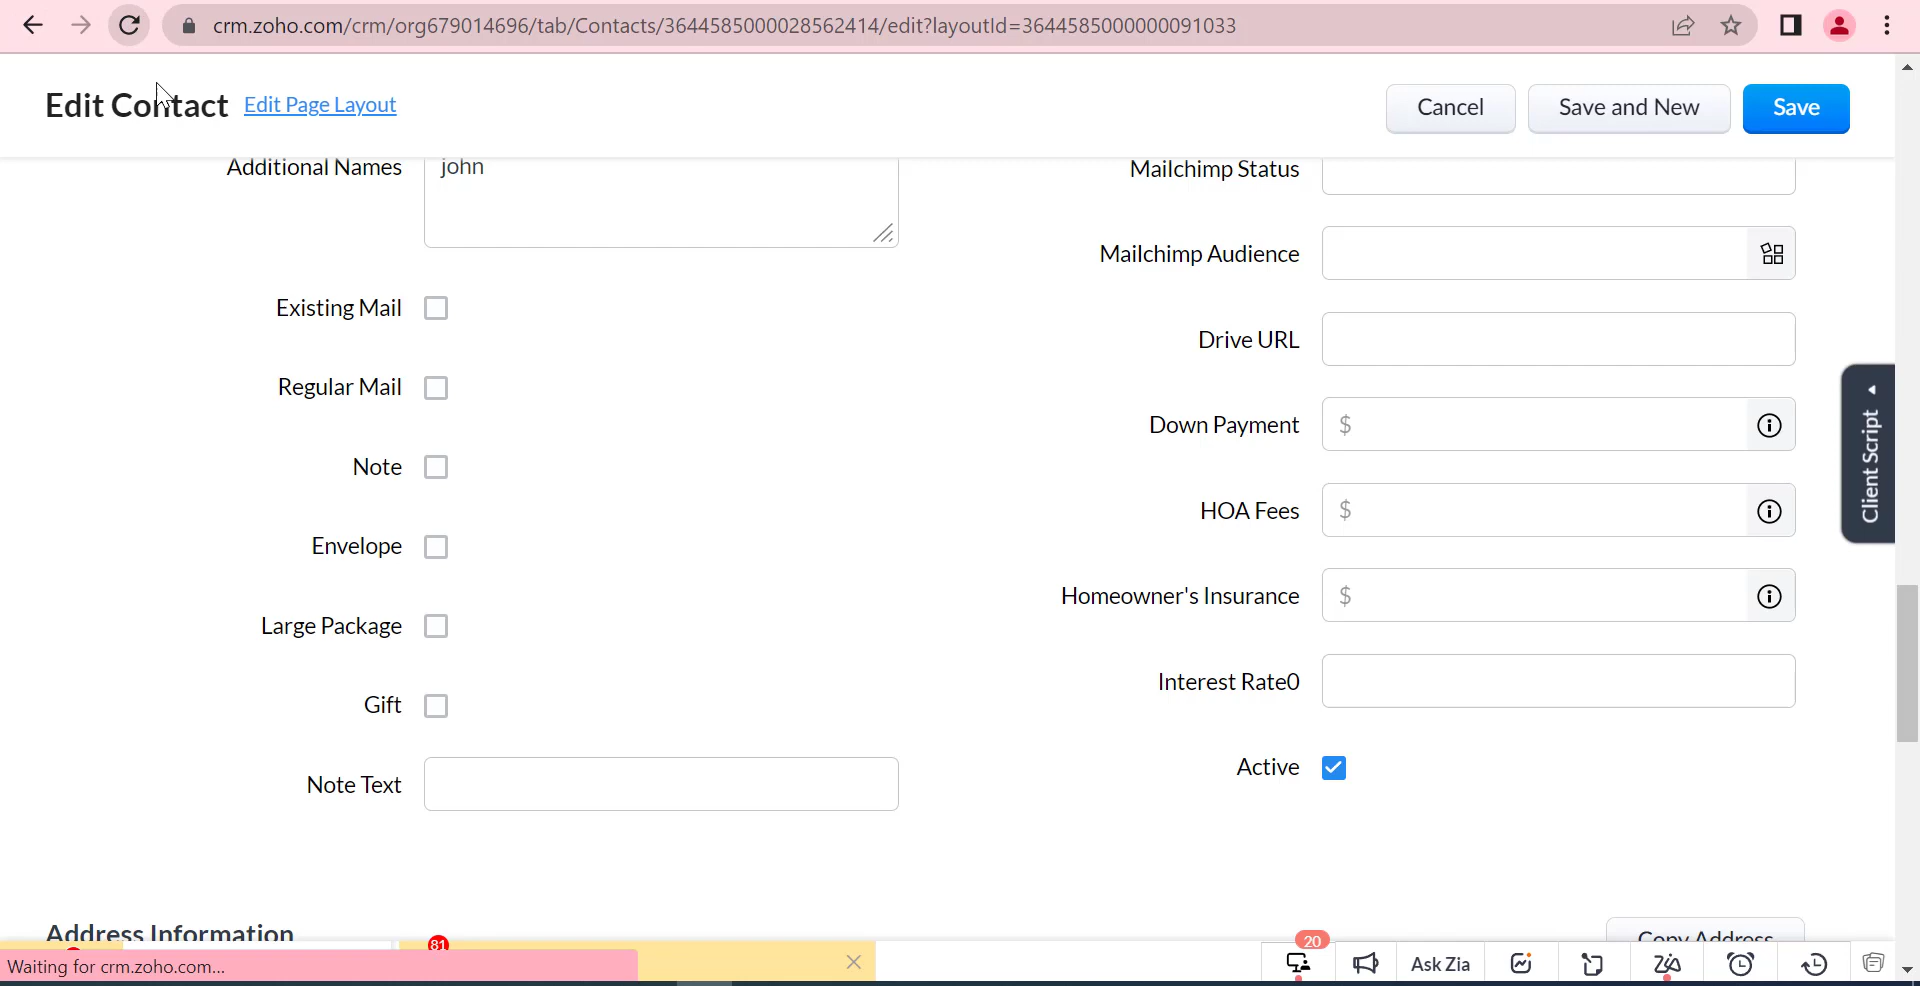 crm.zoho.com/crm/org679014696/tab/Contacts/3644585000028562414/edit?layoutId=3644585000000091033
Edit Contact Edit Page Layout Cancel Save and New Save
Additional Names john
Mailchimp Status
Mailchimp Audience
Existing Mail
Drive URL
Regular Mail
Down Payment $
Note
HOA Fees $
Envelope
Homeowner's Insurance $
Large Package
Interest Rate0
Gift
Active
Note Text
Client Script
Address Information Copy Address
81
20
Waiting for crm.zoho.com...
Ask Zia